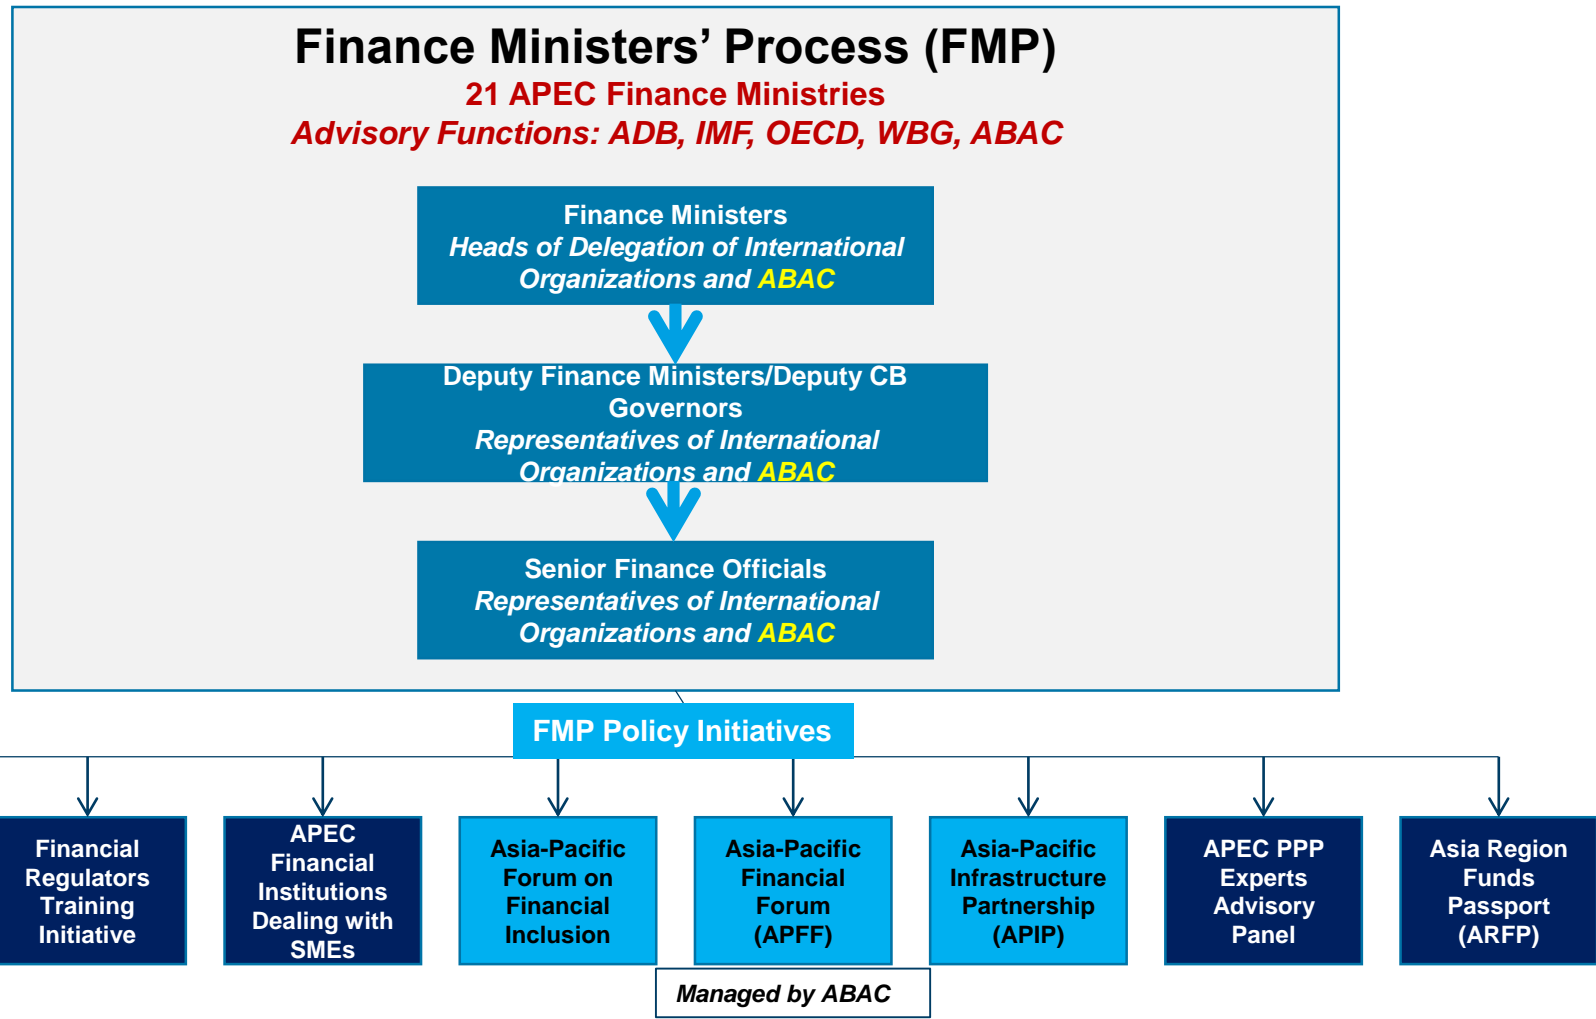 Finance Ministers’ Process (FMP)
21 APEC Finance Ministries
Advisory Functions: ADB, IMF, OECD, WBG, ABAC
Finance Ministers
Heads of Delegation of International
Organizations and ABAC
Deputy Finance Ministers/Deputy CB
Governors
Representatives of International
Organizations and ABAC
Senior Finance Officials
Representatives of International
Organizations and ABAC
FMP Policy Initiatives
Financial
Regulators
Training
Initiative
APEC
Financial
Institutions
Dealing with
SMEs
Asia-Pacific
Forum on
Financial
Inclusion
Asia-Pacific
Financial
Forum
(APFF)
Asia-Pacific
Infrastructure
Partnership
(APIP)
APEC PPP
Experts
Advisory
Panel
Asia Region
Funds
Passport
(ARFP)
Managed by ABAC